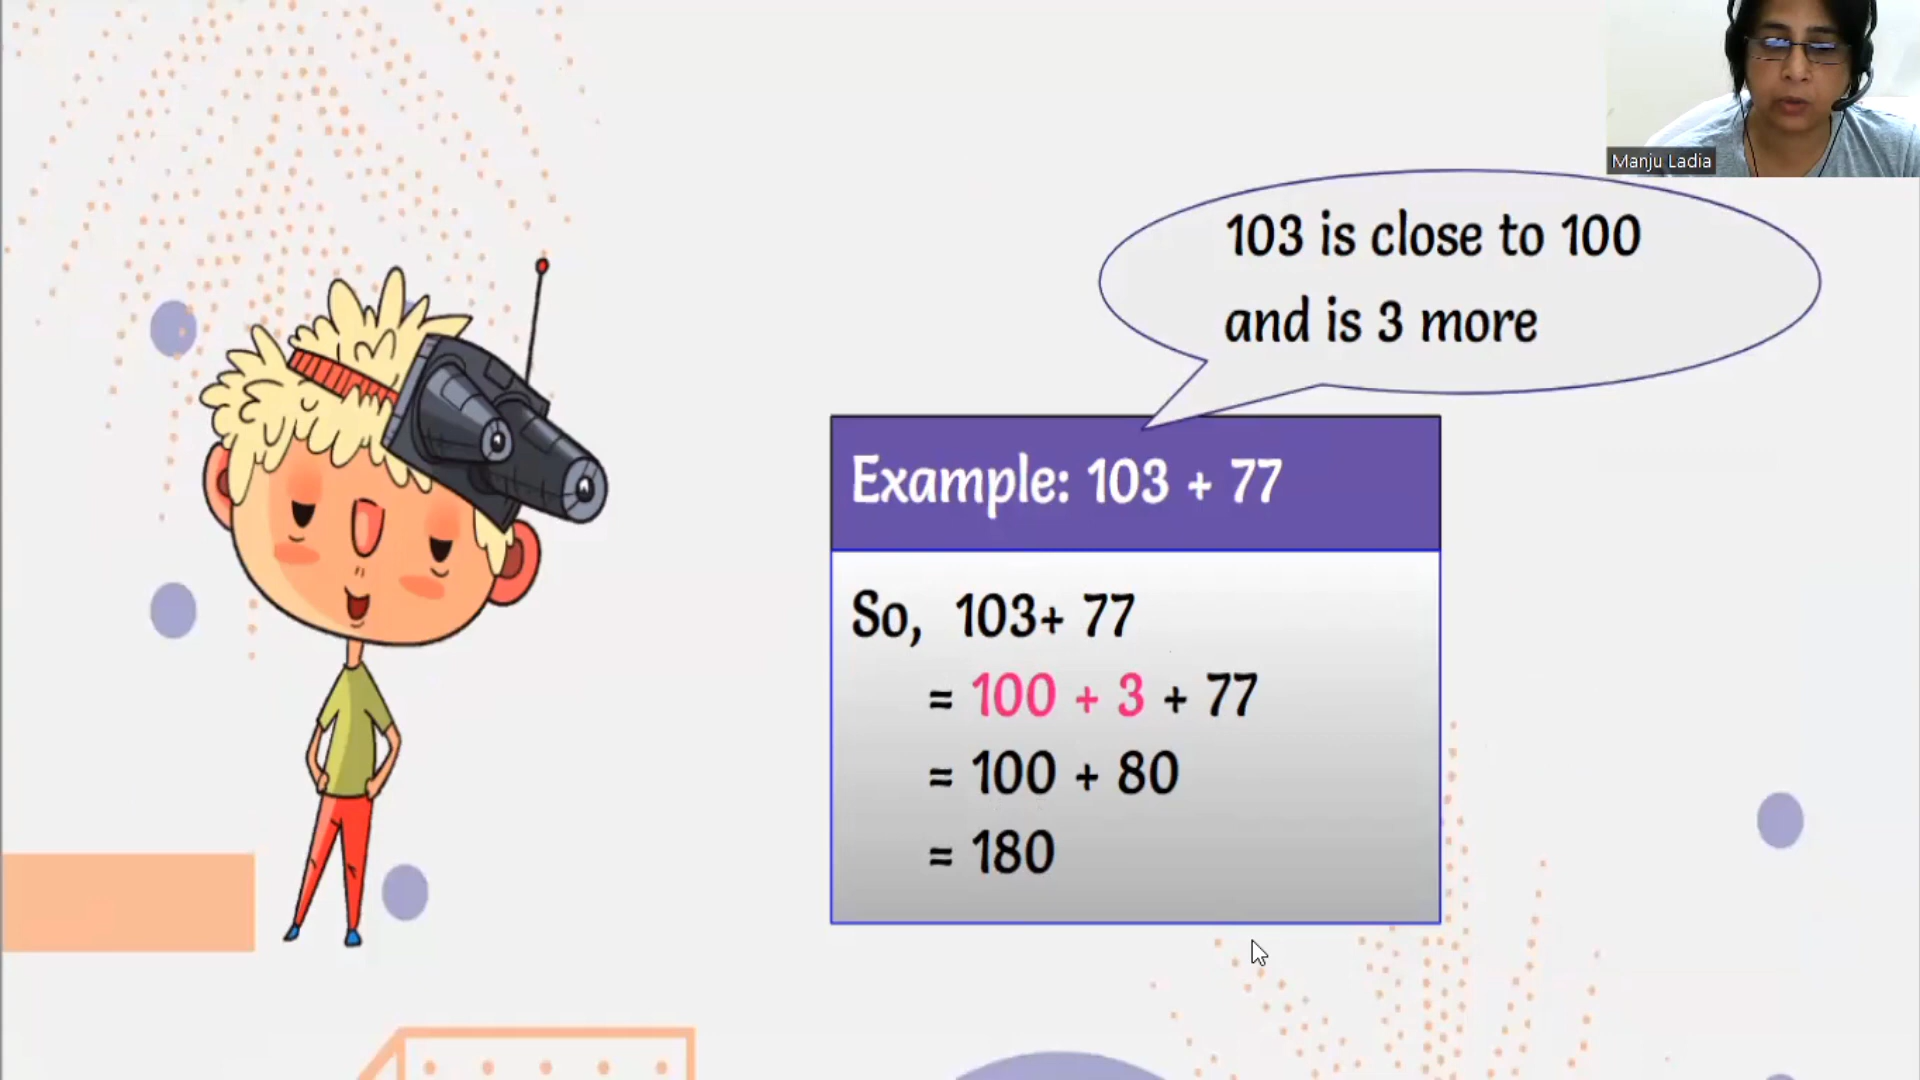 Manju Ladia
103 is close to 100
and is 3 more
Example: 103 + 77
So, 103+ 77
= 100 + 3 + 77
= 100 + 80
= 180